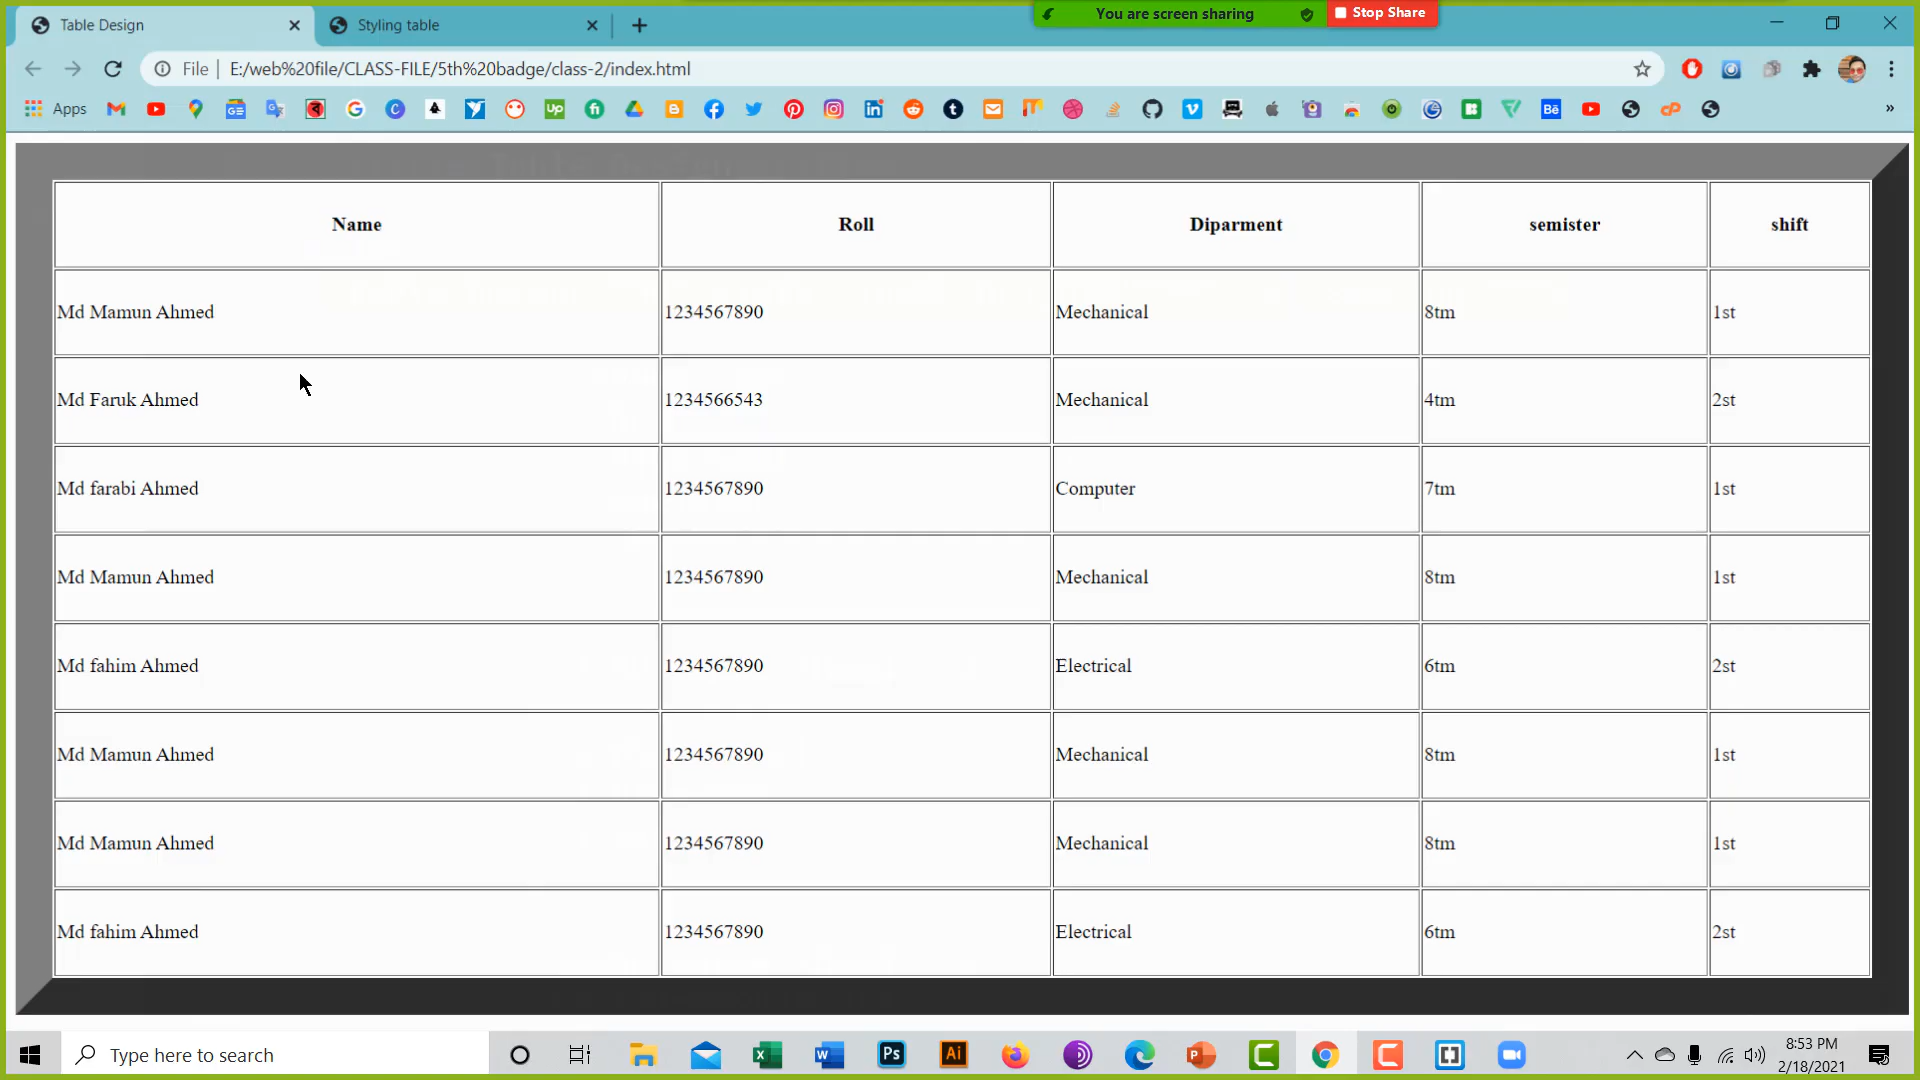 Table Design
Styling table
You are screen sharing
Stop Share
File E:/web%20file/CLASS-FILE/5th%20badge/class-2/index.html
Apps
Name Roll Diparment semister shift
Md Mamun Ahmed 1234567890 Mechanical 8tm 1st
Md Faruk Ahmed 1234566543 Mechanical 4tm 2st
Md farabi Ahmed 1234567890 Computer 7tm 1st
Md Mamun Ahmed 1234567890 Mechanical 8tm 1st
Md fahim Ahmed 1234567890 Electrical 6tm 2st
Md Mamun Ahmed 1234567890 Mechanical 8tm 1st
Md Mamun Ahmed 1234567890 Mechanical 8tm 1st
Md fahim Ahmed 1234567890 Electrical 6tm 2st
Type here to search
8:53 PM
2/18/2021